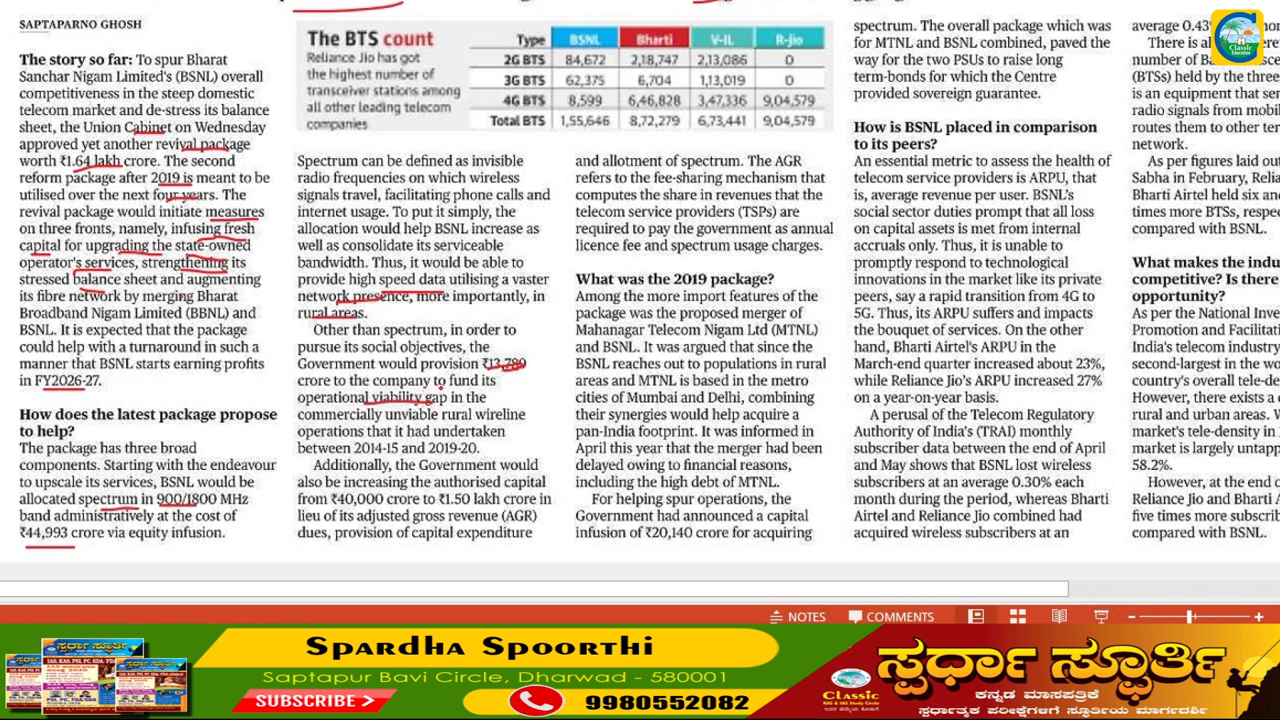 SAPTAPARNO GHOSH
The story so far: To spur Bharat
Sanchar Nigam Limited's (BSNL) overall
competitiveness in the steep domestic
telecom market and de-stress its balance
sheet, the Union Cabinet on Wednesday
approved yet another revival package
worth ₹1.64 lakh crore. The second
reform package after 2019 is meant to be
utilised over the next four years. The
revival package would initiate measures
on three fronts, namely, infusing fresh
capital for upgrading the state-owned
operator's services, strengthening its
stressed balance sheet and augmenting
its fibre network by merging Bharat
Broadband Nigam Limited (BBNL) and
BSNL. It is expected that the package
could help with a turnaround in such a
manner that BSNL starts earning profits
in FY2026-27.
How does the latest package propose
to help?
The package has three broad
components. Starting with the endeavour
to upscale its services, BSNL would be
allocated spectrum in 900/1800 MHz
band administratively at the cost of
₹44,993 crore via equity infusion.
The BTS count
Reliance Jio has got
the highest number of
transceiver stations among
all other leading telecom
companies
Type BSNL Bharti V-IL R-Jio
2G BTS 84,672 2,18,747 2,13,086 0
3G BTS 62,375 6,704 1,13,019 0
4G BTS 8,599 6,46,828 3,47,336 9,04,579
Total BTS 1,55,646 8,72,279 6,73,441 9,04,579
Spectrum can be defined as invisible
radio frequencies on which wireless
signals travel, facilitating phone calls and
internet usage. To put it simply, the
allocation would help BSNL increase as
well as consolidate its serviceable
bandwidth. Thus, it would be able to
provide high speed data utilising a vaster
network presence, more importantly, in
rural areas.
Other than spectrum, in order to
pursue its social objectives, the
Government would provision ₹13,789
crore to the company to fund its
operational viability gap in the
commercially unviable rural wireline
operations that it had undertaken
between 2014-15 and 2019-20.
Additionally, the Government would
also be increasing the authorised capital
from ₹40,000 crore to ₹1.50 lakh crore in
lieu of its adjusted gross revenue (AGR)
dues, provision of capital expenditure
and allotment of spectrum. The AGR
refers to the fee-sharing mechanism that
computes the share in revenues that the
telecom service providers (TSPs) are
required to pay the government as annual
licence fee and spectrum usage charges.
What was the 2019 package?
Among the more import features of the
package was the proposed merger of
Mahanagar Telecom Nigam Ltd (MTNL)
and BSNL. It was argued that since the
BSNL reaches out to populations in rural
areas and MTNL is based in the metro
cities of Mumbai and Delhi, combining
their synergies would help acquire a
pan-India footprint. It was informed in
April this year that the merger had been
delayed owing to financial reasons,
including the high debt of MTNL.
For helping spur operations, the
Government had announced a capital
infusion of ₹20,140 crore for acquiring
spectrum. The overall package which was
for MTNL and BSNL combined, paved the
way for the two PSUs to raise long
term-bonds for which the Centre
provided sovereign guarantee.
How is BSNL placed in comparison
to its peers?
An essential metric to assess the health of
telecom service providers is ARPU, that
is, average revenue per user. BSNL's
social sector duties prompt that all loss
on capital assets is met from internal
accruals only. Thus, it is unable to
promptly respond to technological
innovations in the market like its private
peers, say a rapid transition from 4G to
5G. Thus, its ARPU suffers and impacts
the bouquet of services. On the other
hand, Bharti Airtel's ARPU in the
March-end quarter increased about 23%,
while Reliance Jio's ARPU increased 27%
on a year-on-year basis.
A perusal of the Telecom Regulatory
Authority of India's (TRAI) monthly
subscriber data between the end of April
and May shows that BSNL lost wireless
subscribers at an average 0.30% each
month during the period, whereas Bharti
Airtel and Reliance Jio combined had
acquired wireless subscribers at an
average 0.43
There is
number of
(BTSs) held by the three
is an equipment that
radio signals from mobil
routes them to other
network.
As per figures laid out
Sabha in February,
Bharti Airtel held six and
times more BTSs,
compared with BSNL.
What makes the
competitive? Is there
opportunity?
As per the National
Promotion and
India's telecom industry
second-largest in the
country's overall
However, there exists a
rural and urban areas.
market's tele-density in
market is largely
58.2%.
However, at the end
Reliance Jio and Bharti
five times more
compared with BSNL.
Classic
NOTES COMMENTS
Spardha Spoorthi
Saptapur Bavi Circle, Dharwad - 580001
SUBSCRIBE 9980552082
Classic
IAS & KAS Study Circle
ಸ್ಪರ್ಧಾ ಸ್ಫೂರ್ತಿ
ಕನ್ನಡ ಮಾಸಪತ್ರಿಕೆ
ಸ್ಪರ್ಧಾತ್ಮಕ ಪರೀಕ್ಷೆಗಳಿಗೆ ಸ್ಫೂರ್ತಿಯ ಮಾರ್ಗದರ್ಶಿ